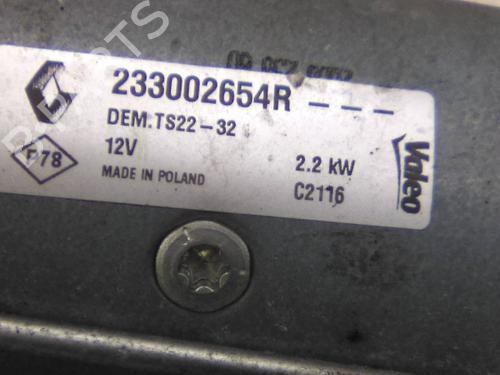 233002654R ---
DEM.TS22-32
P78
12V
2.2 kW
MADE IN POLAND
C2116
Valeo